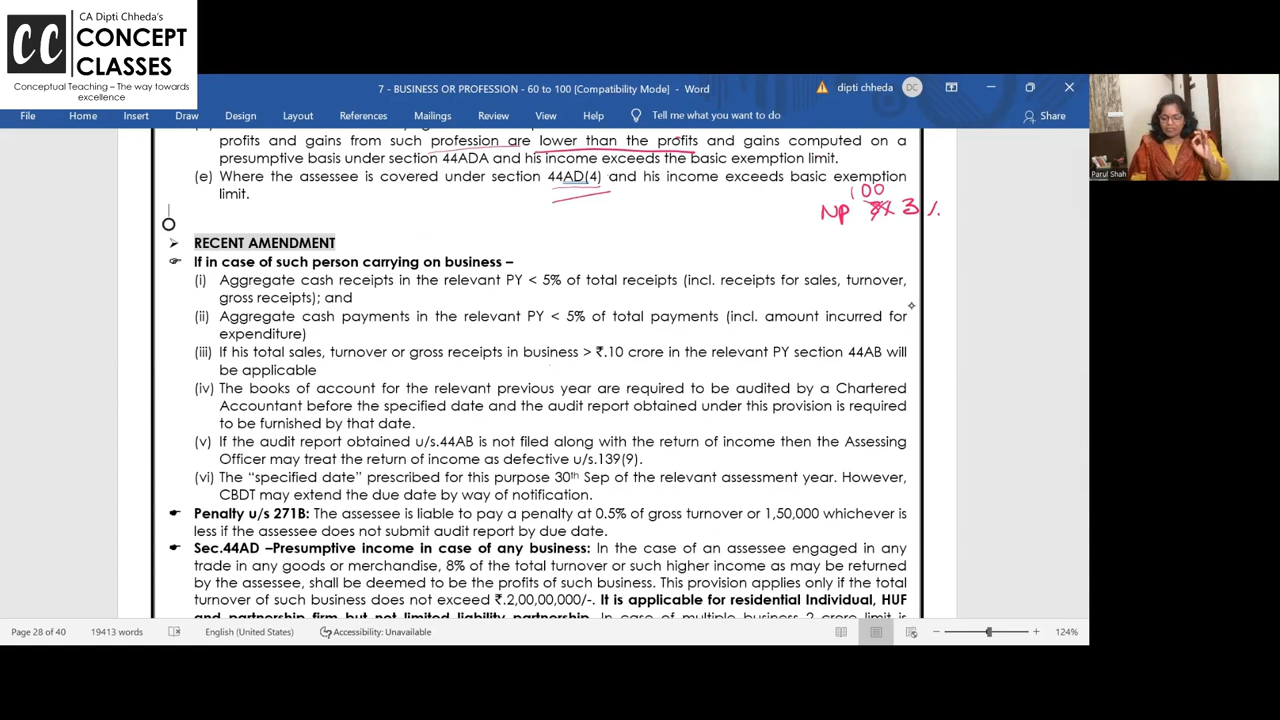 CA Dipti Chheda's
CC
CONCEPT
CLASSES
Conceptual Teaching – The way towards
excellence
7 - BUSINESS OR PROFESSION - 60 to 100 [Compatibility Mode] - Word
dipti chheda
DC
File Home Insert Draw Design Layout References Mailings Review View Help Tell me what you want to do
Share
profits and gains from such profession are lower than the profits and gains computed on a
presumptive basis under section 44ADA and his income exceeds the basic exemption limit.
(e) Where the assessee is covered under section 44AD(4) and his income exceeds basic exemption
limit.
100
NP 3%
RECENT AMENDMENT
If in case of such person carrying on business –
(i) Aggregate cash receipts in the relevant PY < 5% of total receipts (incl. receipts for sales, turnover,
gross receipts); and
(ii) Aggregate cash payments in the relevant PY < 5% of total payments (incl. amount incurred for
expenditure)
(iii) If his total sales, turnover or gross receipts in business > ₹.10 crore in the relevant PY section 44AB will
be applicable
(iv) The books of account for the relevant previous year are required to be audited by a Chartered
Accountant before the specified date and the audit report obtained under this provision is required
to be furnished by that date.
(v) If the audit report obtained u/s.44AB is not filed along with the return of income then the Assessing
Officer may treat the return of income as defective u/s.139(9).
(vi) The "specified date" prescribed for this purpose 30th Sep of the relevant assessment year. However,
CBDT may extend the due date by way of notification.
Penalty u/s 271B: The assessee is liable to pay a penalty at 0.5% of gross turnover or 1,50,000 whichever is
less if the assessee does not submit audit report by due date.
Sec.44AD –Presumptive income in case of any business: In the case of an assessee engaged in any
trade in any goods or merchandise, 8% of the total turnover or such higher income as may be returned
by the assessee, shall be deemed to be the profits of such business. This provision applies only if the total
turnover of such business does not exceed ₹.2,00,00,000/-. It is applicable for residential Individual, HUF
and partnership firm but not limited liability partnership. In case of multiple business 2 crore limit is
Page 28 of 40 19413 words English (United States) Accessibility: Unavailable 124%
Parul Shah